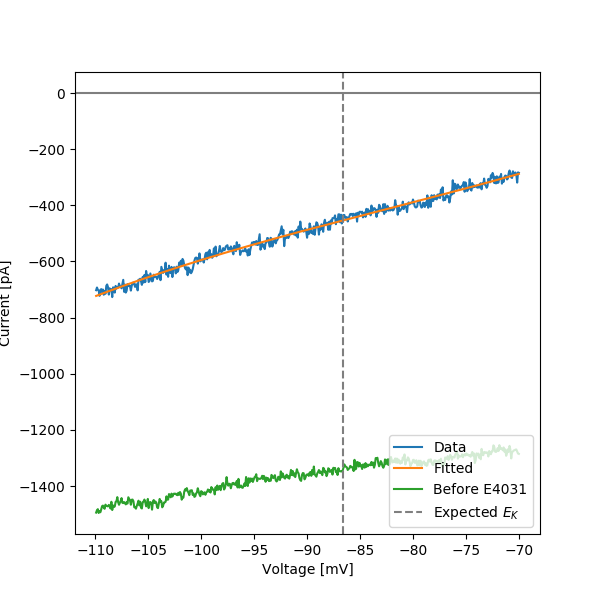 0
−200
−400
−600
−800
−1000
−1200
−1400
Current [pA]
Data
Fitted
Before E4031
Expected E_K
−110
−105
−100
−95
−90
−85
−80
−75
−70
Voltage [mV]